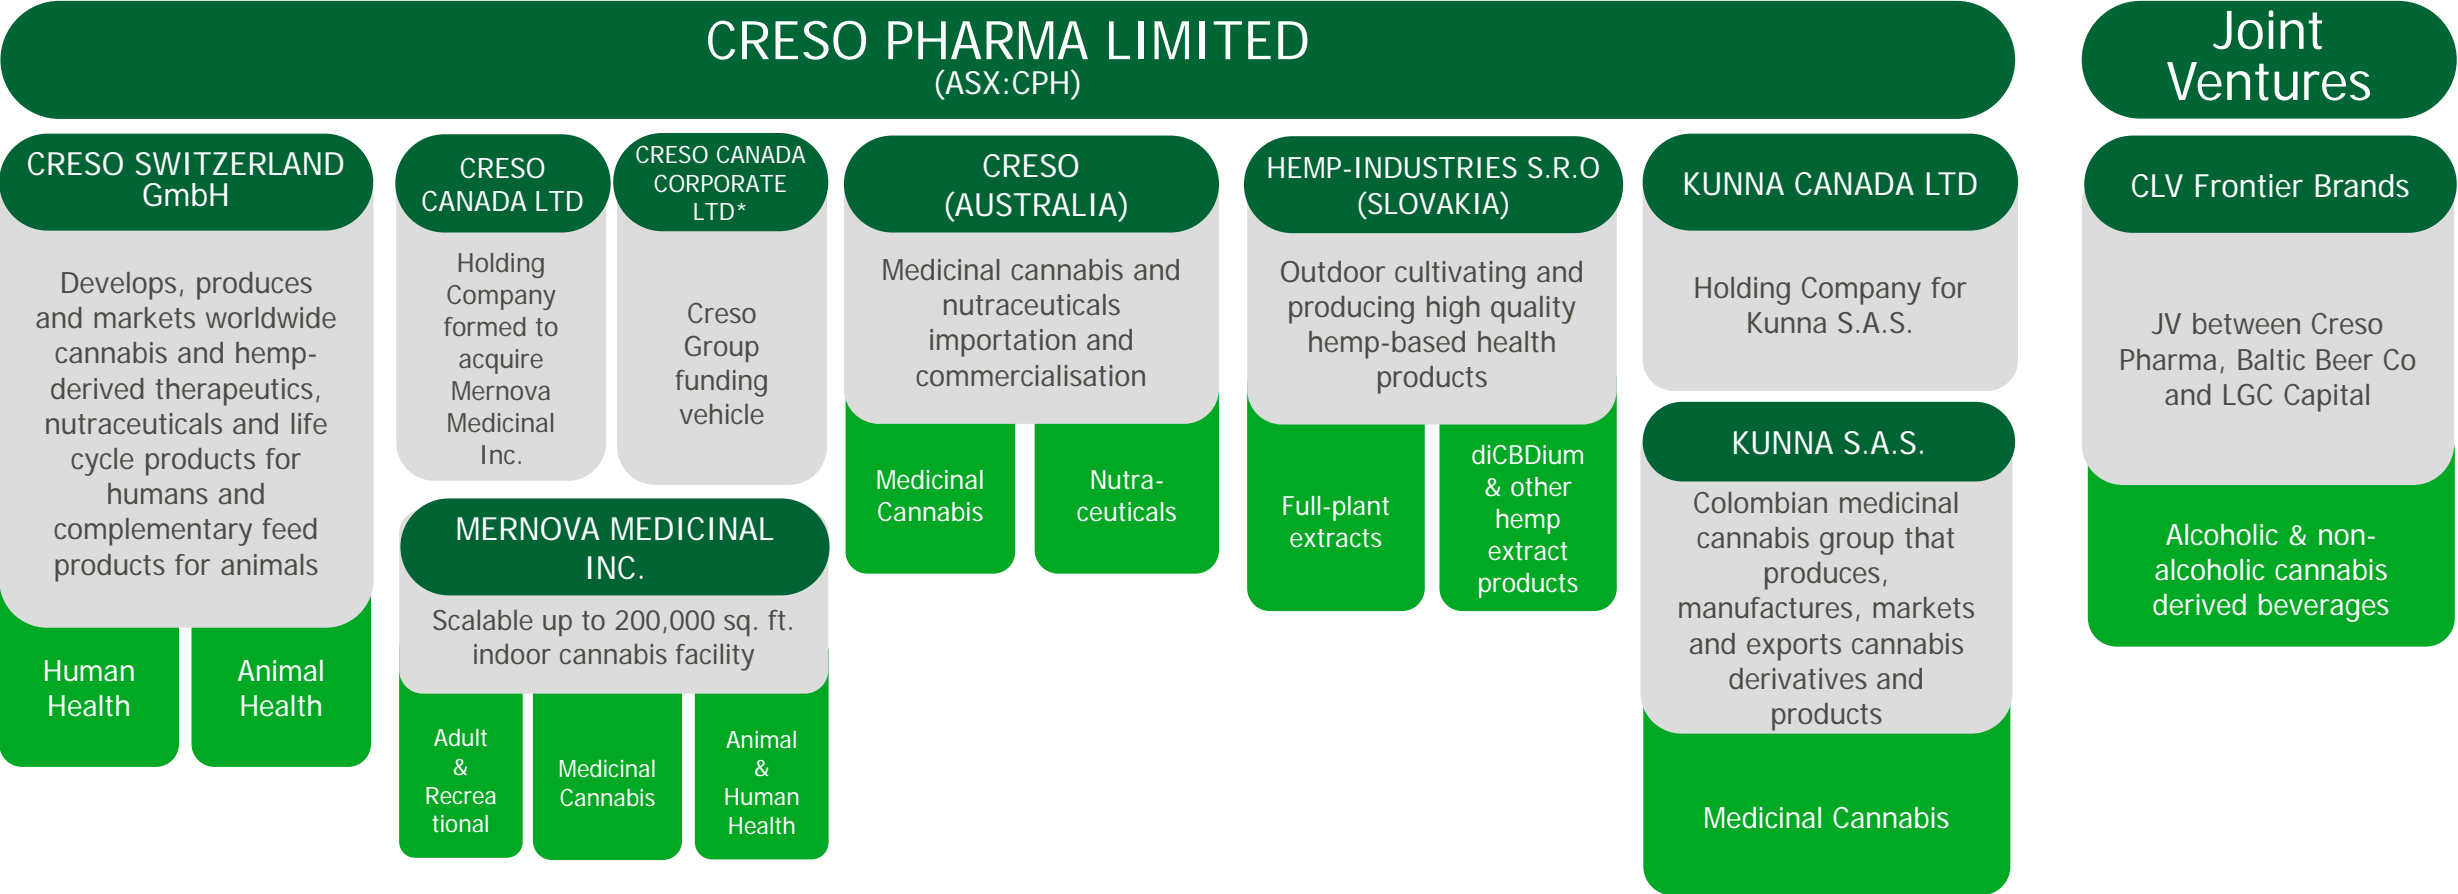 CRESO PHARMA LIMITED
(ASX:CPH)
Joint
Ventures
CRESO SWITZERLAND
GmbH
Develops, produces
and markets worldwide
cannabis and hemp-
derived therapeutics,
nutraceuticals and life
cycle products for
humans and
complementary feed
products for animals
Human
Health
Animal
Health
CRESO
CANADA LTD
Holding
Company
formed to
acquire
Mernova
Medicinal
Inc.
CRESO CANADA
CORPORATE
LTD*
Creso
Group
funding
vehicle
MERNOVA MEDICINAL
INC.
Scalable up to 200,000 sq. ft.
indoor cannabis facility
Adult
&
Recrea
tional
Medicinal
Cannabis
Animal
&
Human
Health
CRESO
(AUSTRALIA)
Medicinal cannabis and
nutraceuticals
importation and
commercialisation
Medicinal
Cannabis
Nutra-
ceuticals
HEMP-INDUSTRIES S.R.O
(SLOVAKIA)
Outdoor cultivating and
producing high quality
hemp-based health
products
Full-plant
extracts
diCBDium
& other
hemp
extract
products
KUNNA CANADA LTD
Holding Company for
Kunna S.A.S.
KUNNA S.A.S.
Colombian medicinal
cannabis group that
produces,
manufactures, markets
and exports cannabis
derivatives and
products
Medicinal Cannabis
CLV Frontier Brands
JV between Creso
Pharma, Baltic Beer Co
and LGC Capital
Alcoholic & non-
alcoholic cannabis
derived beverages